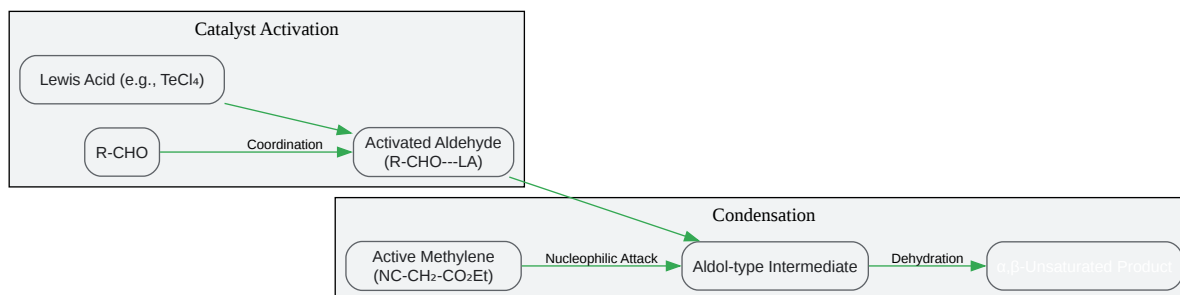 Catalyst Activation
Lewis Acid (e.g., TeCl₄)
R-CHO
Coordination
Activated Aldehyde
(R-CHO---LA)
Condensation
Active Methylene
(NC-CH₂-CO₂Et)
Nucleophilic Attack
Aldol-type Intermediate
Dehydration
α,β-Unsaturated Product